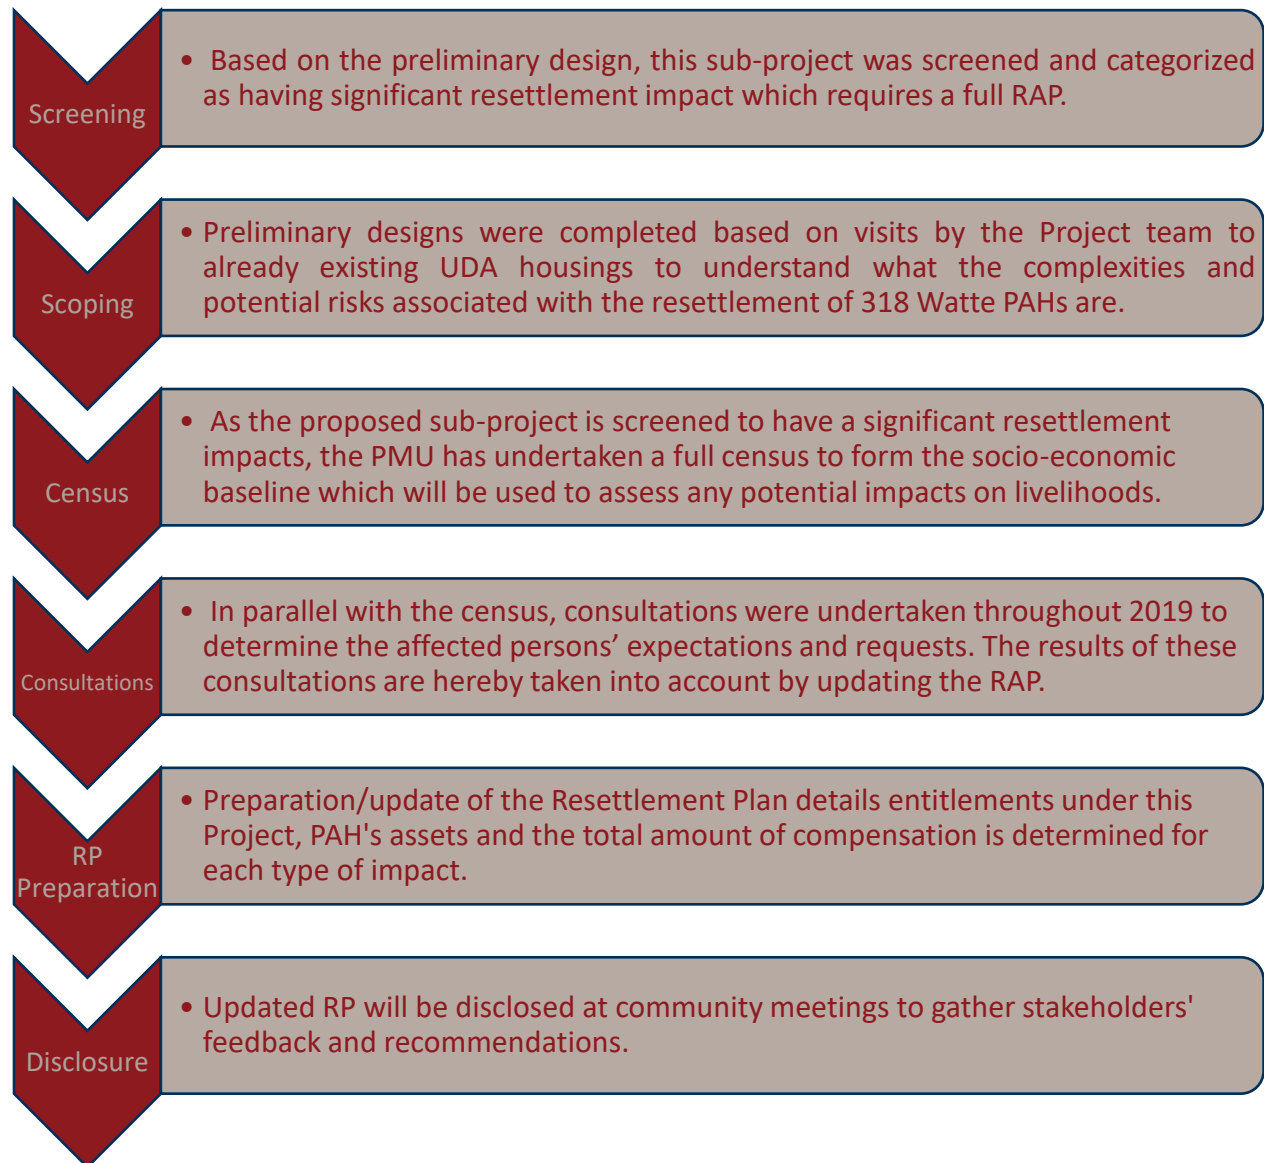 Screening
• Based on the preliminary design, this sub-project was screened and categorized
as having significant resettlement impact which requires a full RAP.
Scoping
• Preliminary designs were completed based on visits by the Project team to
already existing UDA housings to understand what the complexities and
potential risks associated with the resettlement of 318 Watte PAHs are.
Census
• As the proposed sub-project is screened to have a significant resettlement
impacts, the PMU has undertaken a full census to form the socio-economic
baseline which will be used to assess any potential impacts on livelihoods.
Consultations
• In parallel with the census, consultations were undertaken throughout 2019 to
determine the affected persons’ expectations and requests. The results of these
consultations are hereby taken into account by updating the RAP.
RP
Preparation
• Preparation/update of the Resettlement Plan details entitlements under this
Project, PAH's assets and the total amount of compensation is determined for
each type of impact.
Disclosure
• Updated RP will be disclosed at community meetings to gather stakeholders'
feedback and recommendations.